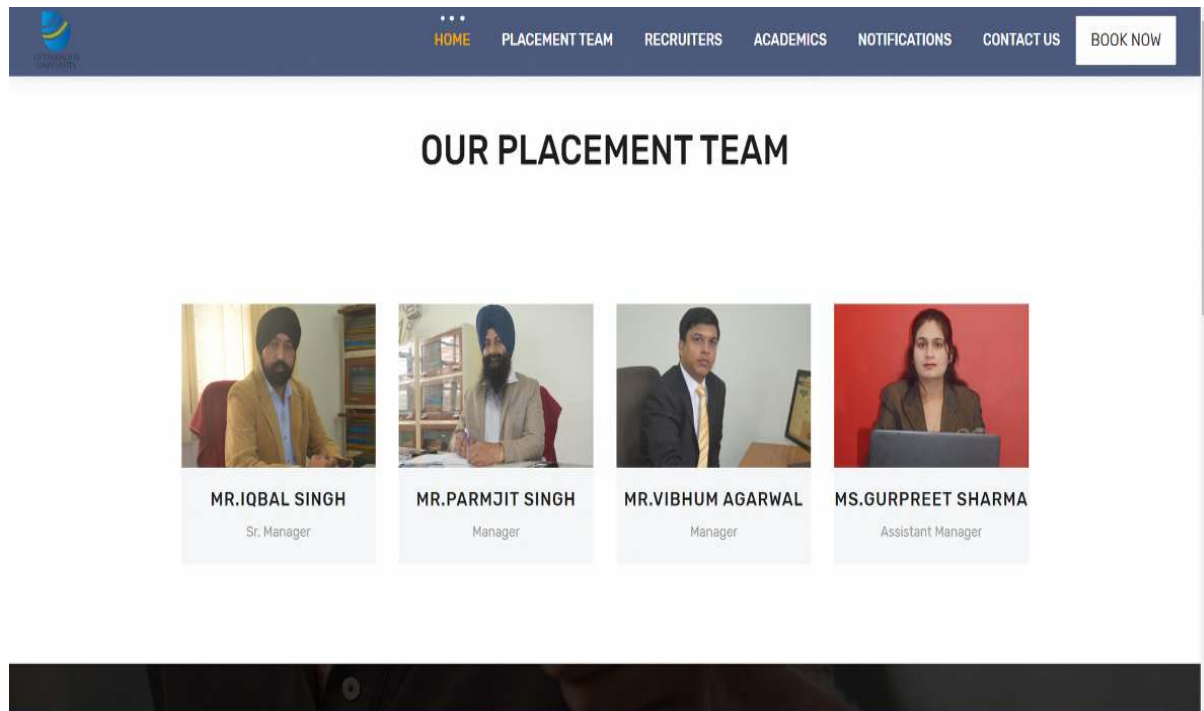 HOME PLACEMENT TEAM RECRUITERS ACADEMICS NOTIFICATIONS CONTACT US BOOK NOW
UNIVERSITY
OUR PLACEMENT TEAM
MR.IQBAL SINGH
Sr. Manager
MR.PARMJIT SINGH
Manager
MR.VIBHUM AGARWAL
Manager
MS.GURPREET SHARMA
Assistant Manager